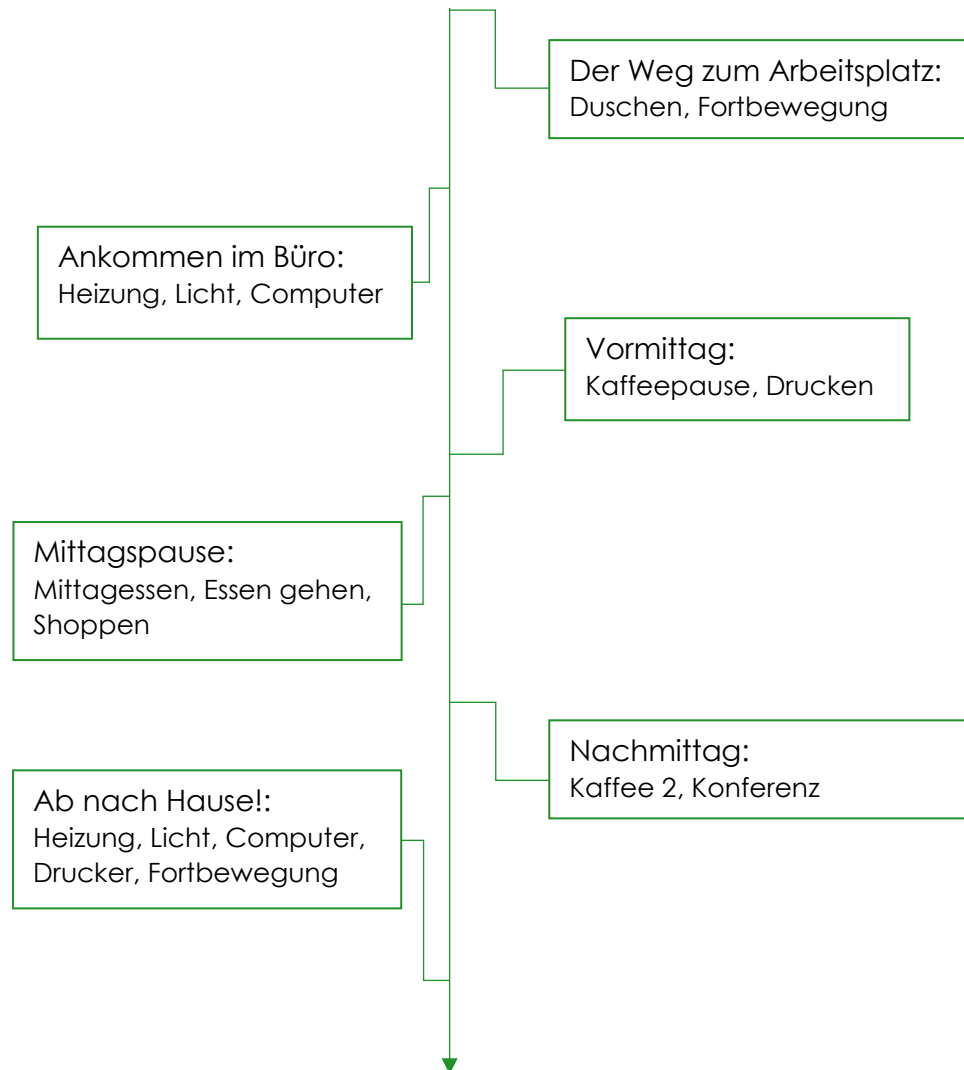 Der Weg zum Arbeitsplatz:
Duschen, Fortbewegung
Ankommen im Büro:
Heizung, Licht, Computer
Vormittag:
Kaffeepause, Drucken
Mittagspause:
Mittagessen, Essen gehen,
Shoppen
Nachmittag:
Kaffee 2, Konferenz
Ab nach Hause!:
Heizung, Licht, Computer,
Drucker, Fortbewegung